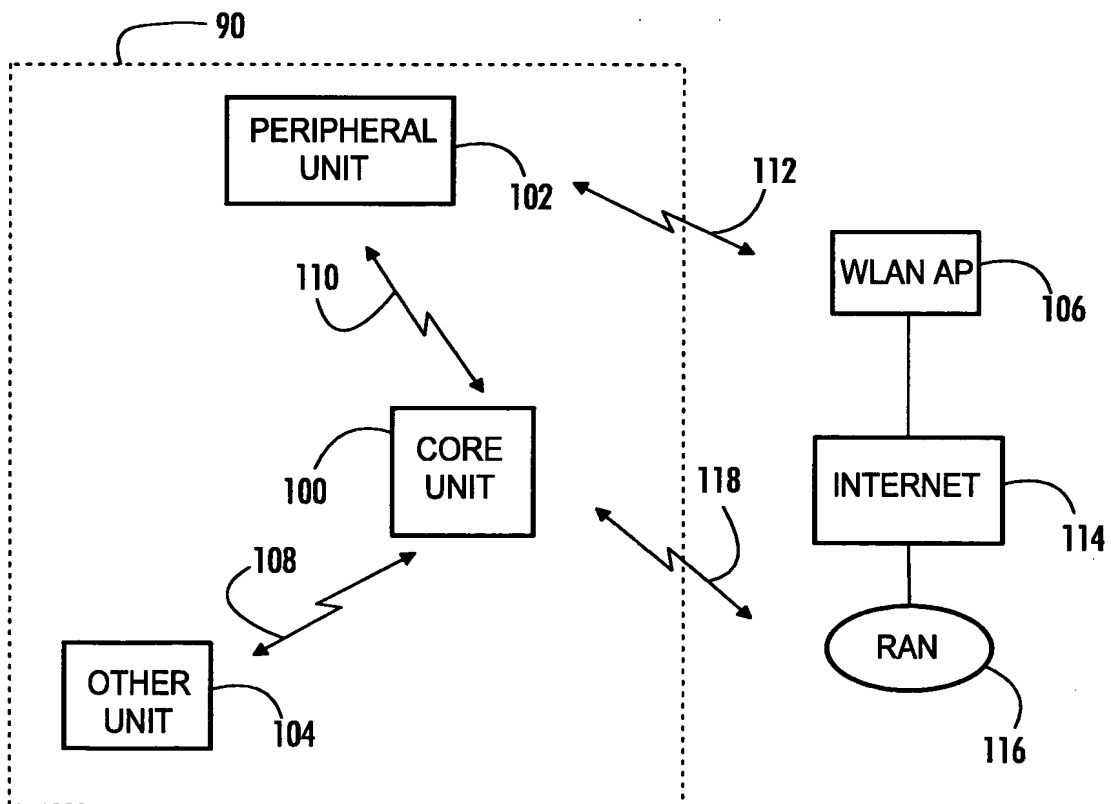 90
PERIPHERAL
UNIT
102
112
WLAN AP
106
110
CORE
UNIT
100
118
INTERNET
114
108
RAN
116
OTHER
UNIT
104